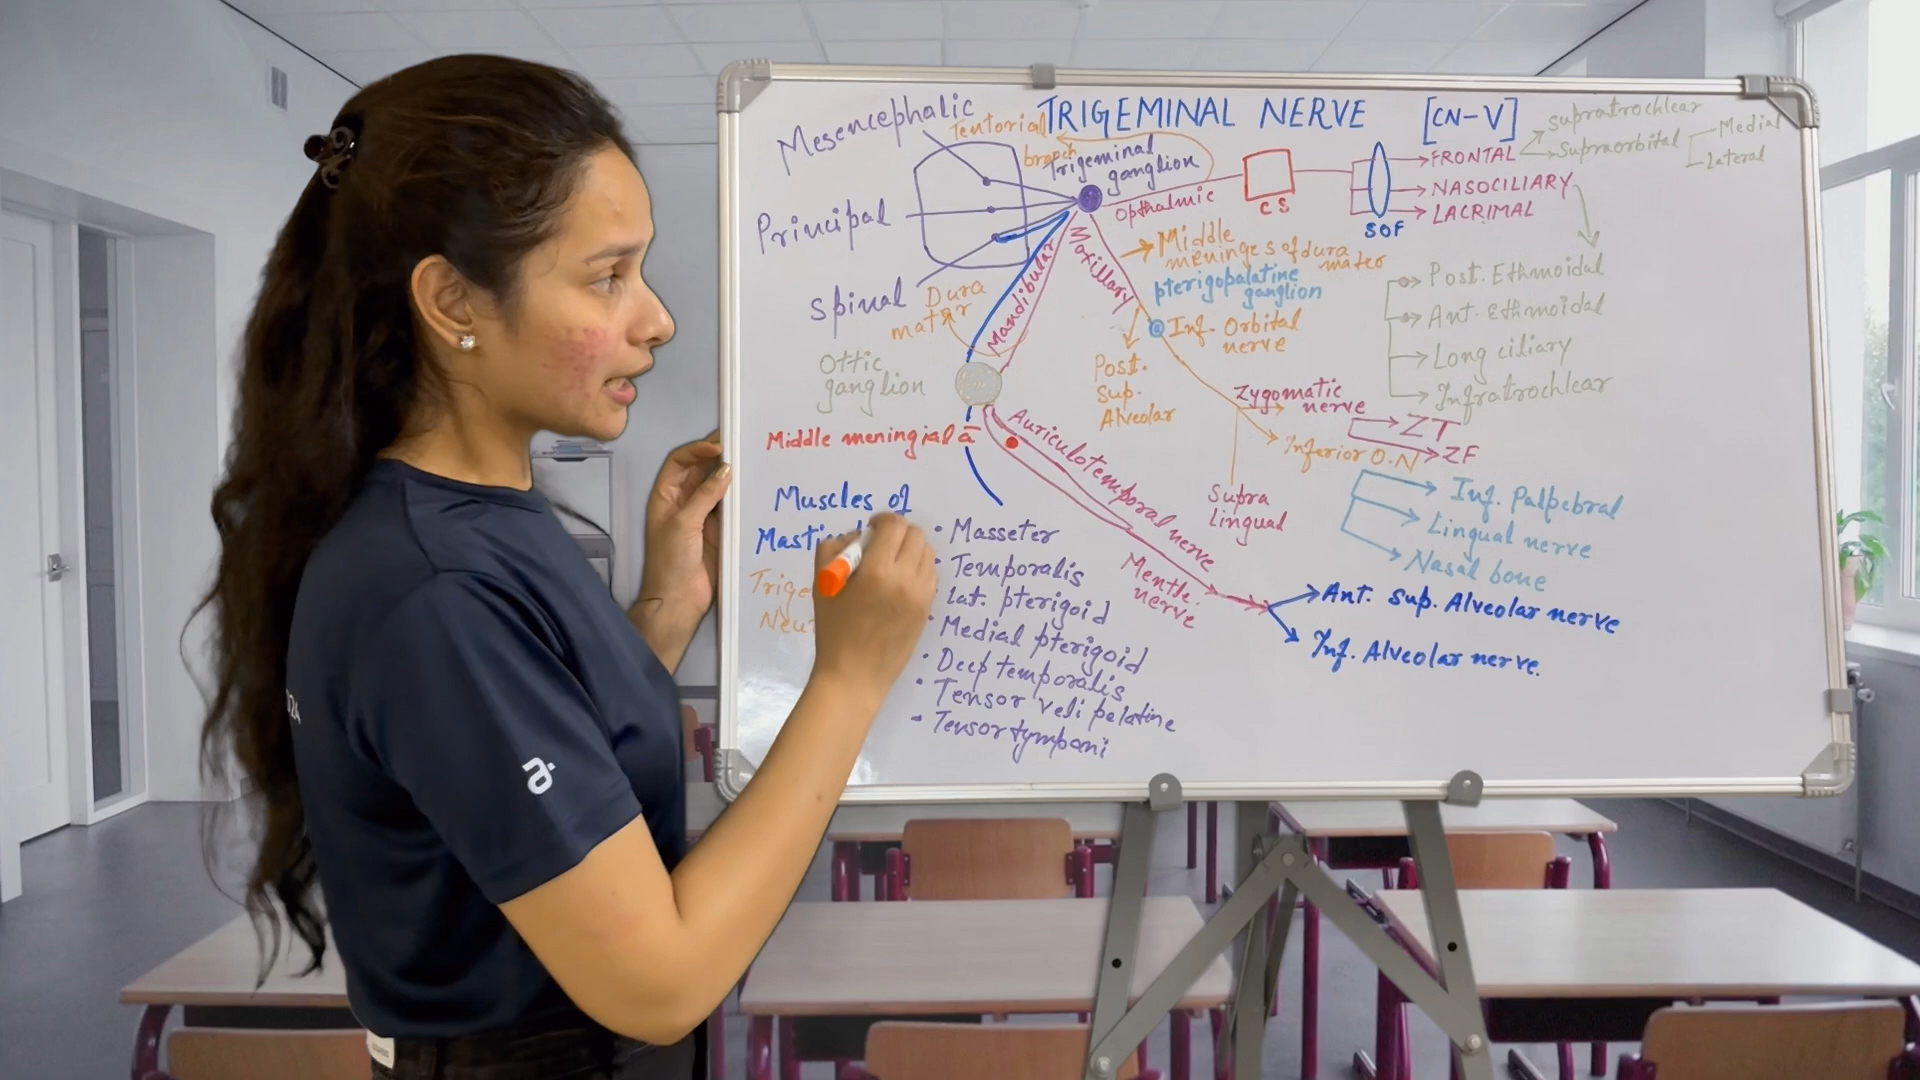 TRIGEMINAL NERVE [CN-V]
Mesencephalic
Principal
Spinal
Tentorial
branch
Trigeminal
ganglion
Opthalmic
CS
SOF
FRONTAL
NASOCILIARY
LACRIMAL
Supratrochlear
Supraorbital
Medial
Lateral
Post. Ethmoidal
Ant. Ethmoidal
Long ciliary
Infratrochlear
Maxillary
Middle
meninges of dura
mater
pterigopalatine
ganglion
Inf. Orbital
nerve
Post.
Sup.
Alveolar
Zygomatic
nerve
ZT
ZF
Inferior O.N
Supra
lingual
Inf. Palpebral
Lingual nerve
Nasal bone
Mandibular
Dura
matar
Ottic
ganglion
Middle meningial a
Auriculotemporal nerve
Mentle.
nerve
Ant. Sup. Alveolar nerve
Inf. Alveolar nerve.
Muscles of
• Masseter
• Temporalis
• Lat. pterigoid
• Medial pterigoid
• Deep temporalis
• Tensor veli pelatine
• Tensor tympani
a